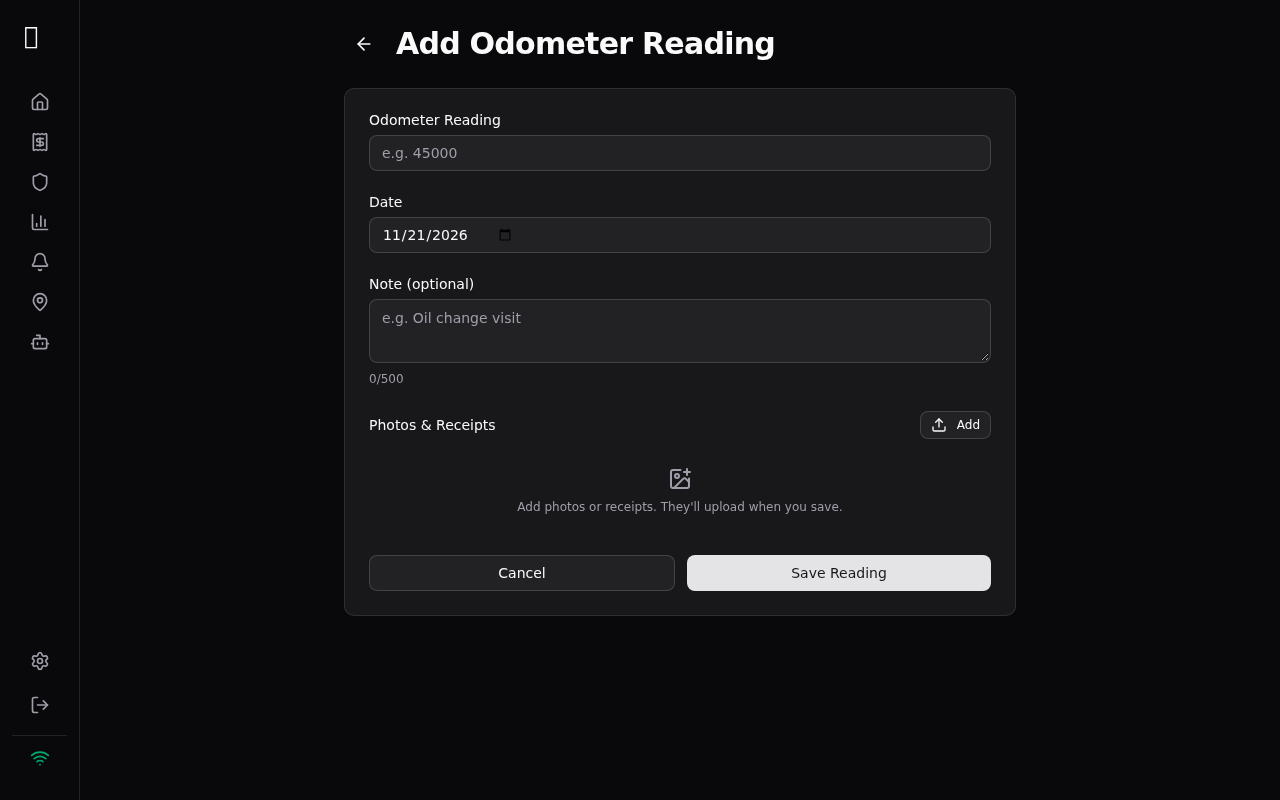 Add Odometer Reading
Odometer Reading
e.g. 45000
Date
11/21/2026
Note (optional)
e.g. Oil change visit
0/500
Photos & Receipts
Add
Add photos or receipts. They'll upload when you save.
Cancel
Save Reading